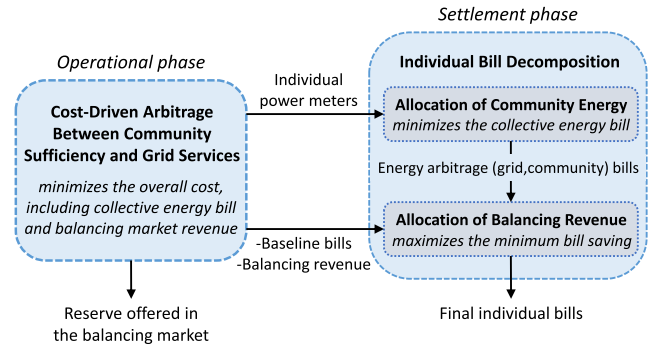 Operational phase
Cost-Driven Arbitrage
Between Community
Sufficiency and Grid Services
minimizes the overall cost,
including collective energy bill
and balancing market revenue
Reserve offered in
the balancing market
Individual
power meters
-Baseline bills
-Balancing revenue
Settlement phase
Individual Bill Decomposition
Allocation of Community Energy
minimizes the collective energy bill
Energy arbitrage (grid,community) bills
Allocation of Balancing Revenue
maximizes the minimum bill saving
Final individual bills